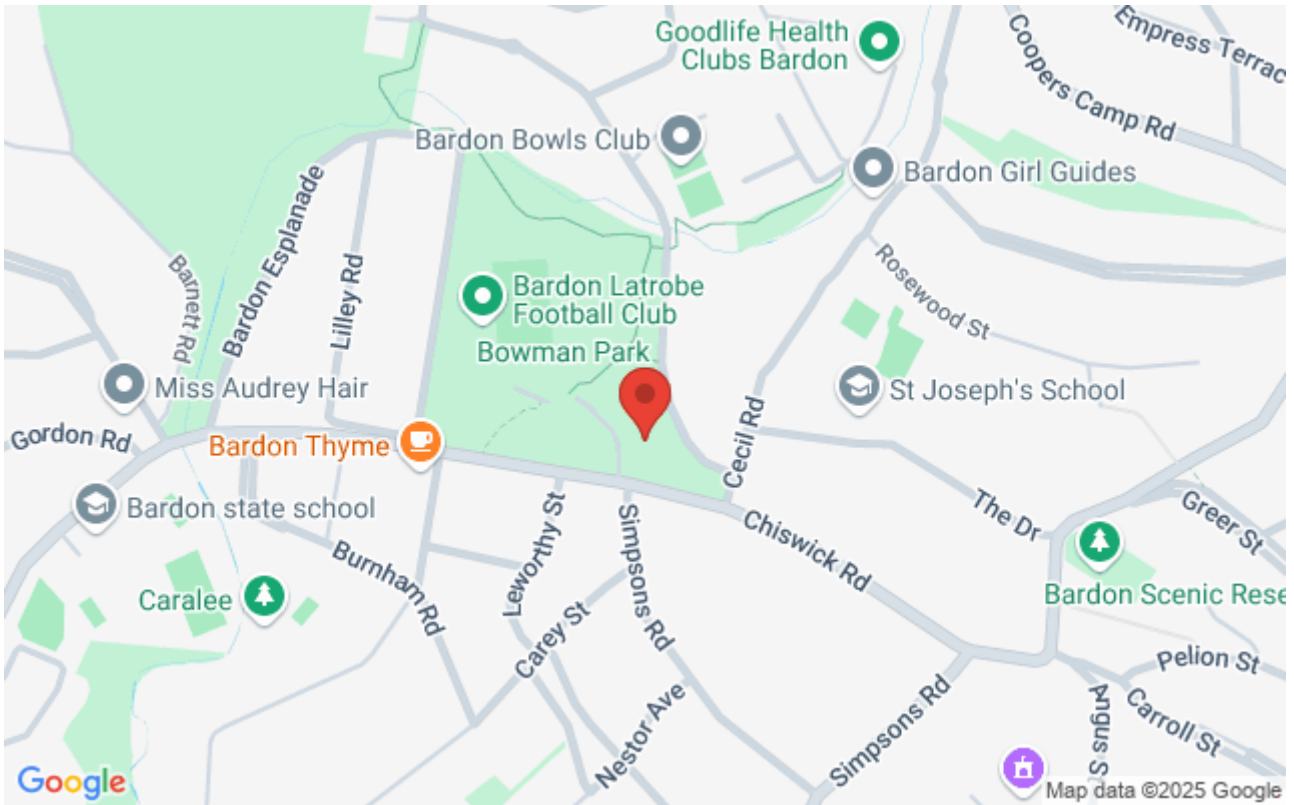 Empress Terrac
Goodlife Health
Clubs Bardon
Coopers Camp Rd
Bardon Bowls Club
Bardon Girl Guides
Bardon Esplanade
Barnett Rd
Lilley Rd
Rosewood St
Bardon Latrobe
Football Club
Bowman Park
Miss Audrey Hair
St Joseph's School
Gordon Rd
Bardon Thyme
Cecil Rd
Bardon state school
The Dr
Greer St
Chiswick Rd
Leworthy St
Simpsons Rd
Burnham Rd
Caralee
Bardon Scenic Rese
Carey St
Pelion St
Nestor Ave
Simpsons Rd
Angus S
Carroll St
Google
Map data ©2025 Google